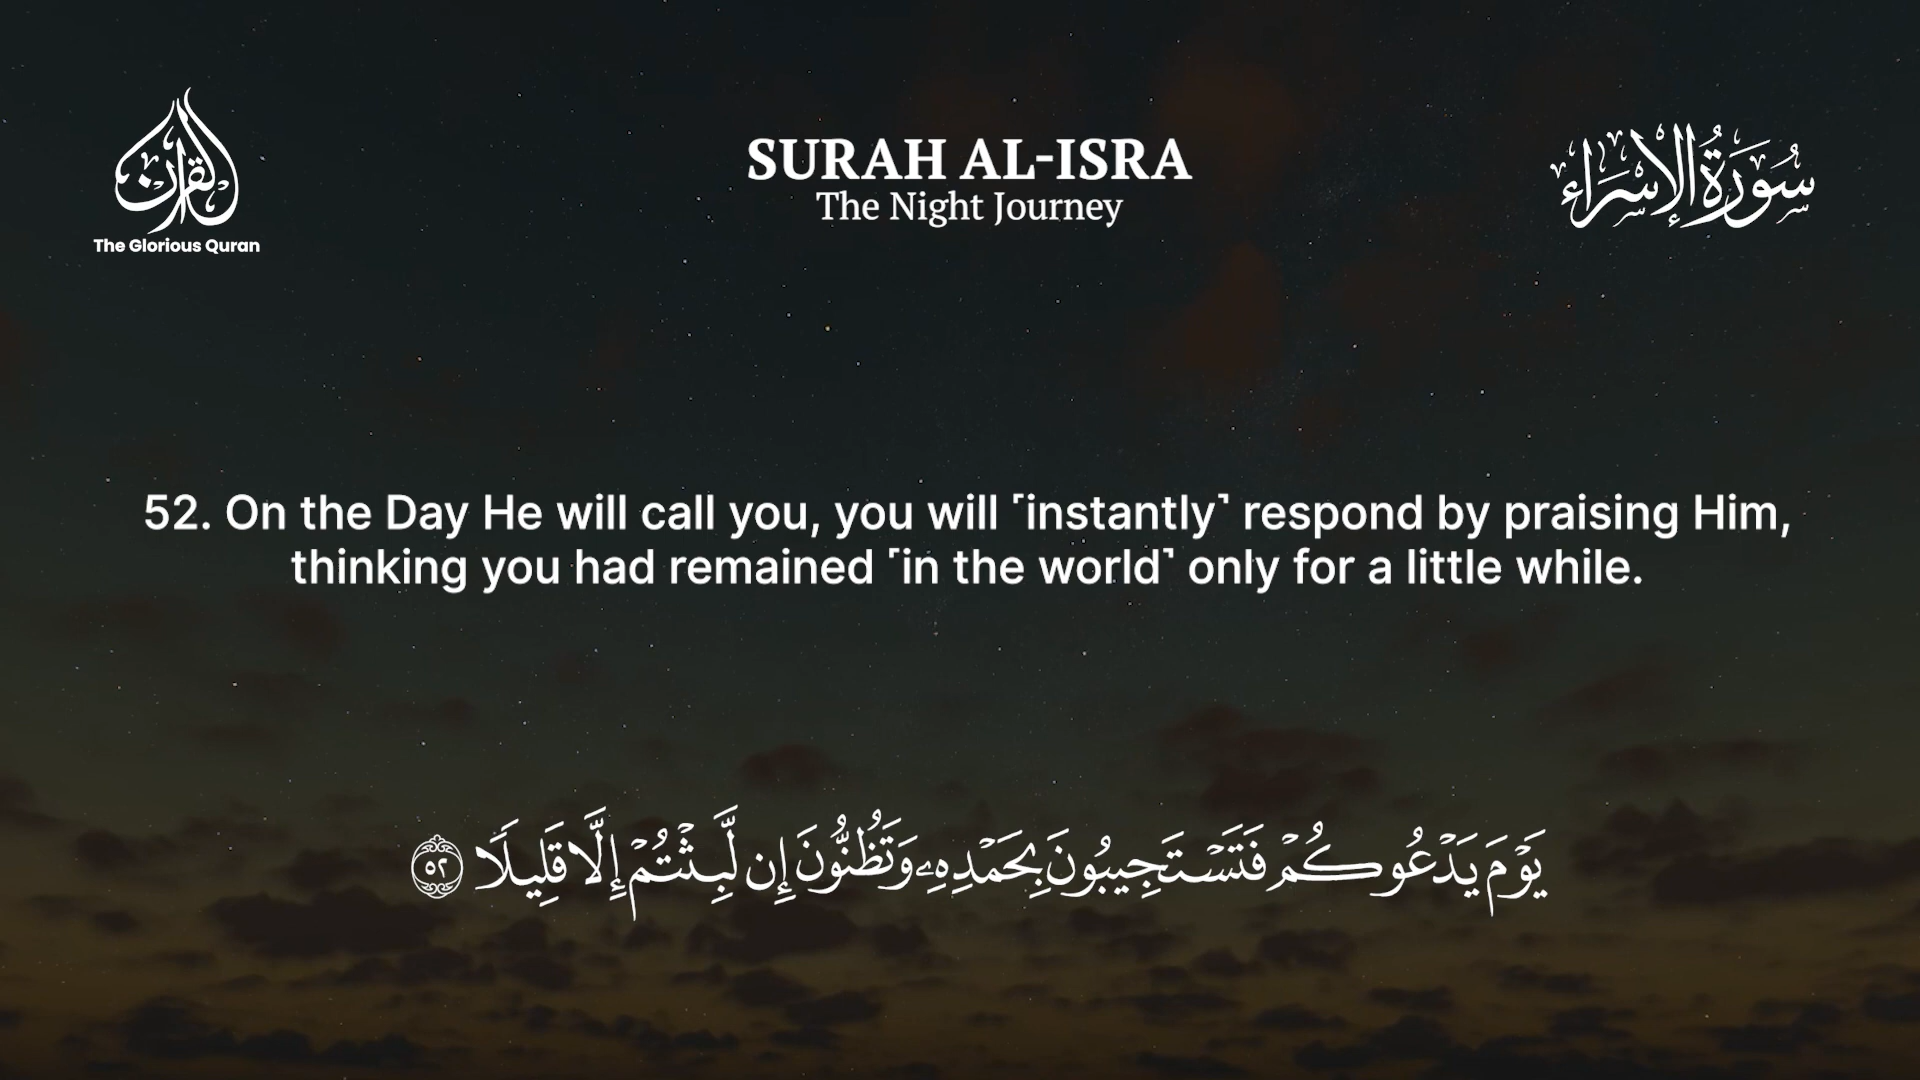 القرآن
The Glorious Quran
SURAH AL-ISRA
The Night Journey
سُورَةُ الإِسْرَاء
52. On the Day He will call you, you will ˹instantly˺ respond by praising Him,
thinking you had remained ˹in the world˺ only for a little while.
يَوْمَ يَدْعُوكُمْ فَتَسْتَجِيبُونَ بِحَمْدِهِۦ وَتَظُنُّونَ إِن لَّبِثْتُمْ إِلَّا قَلِيلًا ٥٢